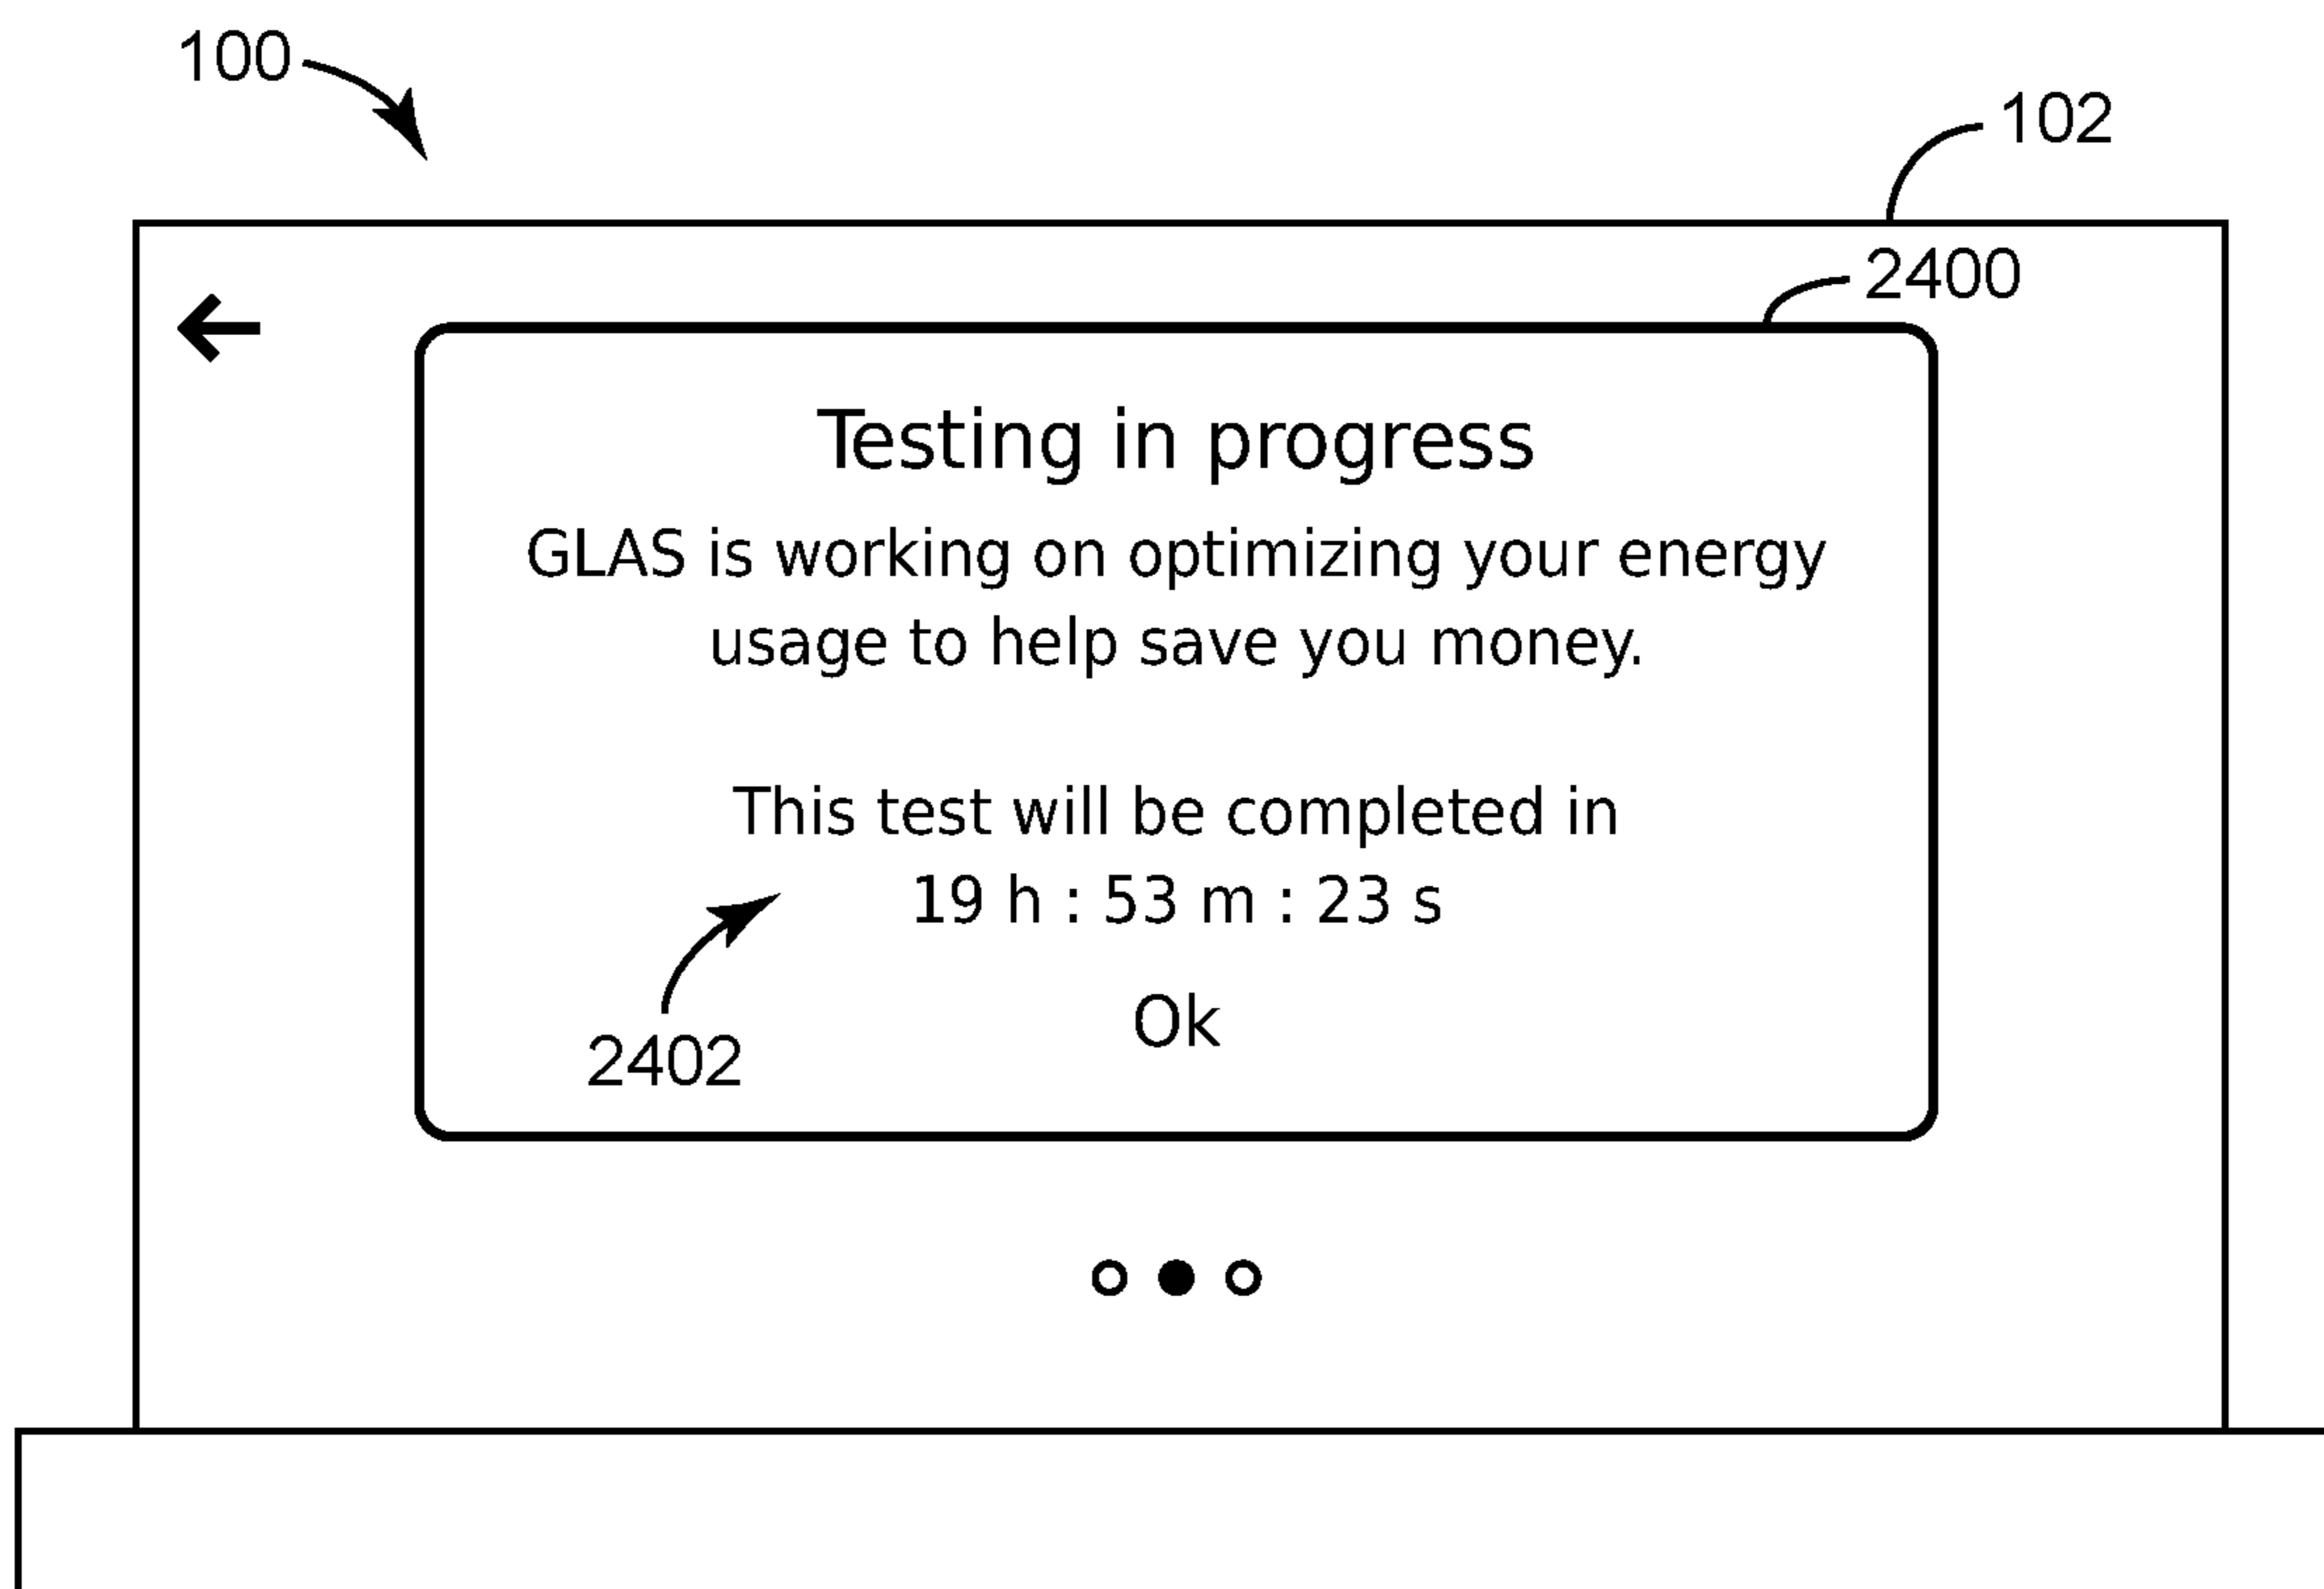 100
102
2400
Testing in progress
GLAS is working on optimizing your energy
usage to help save you money.
This test will be completed in
19 h : 53 m : 23 s
Ok
2402